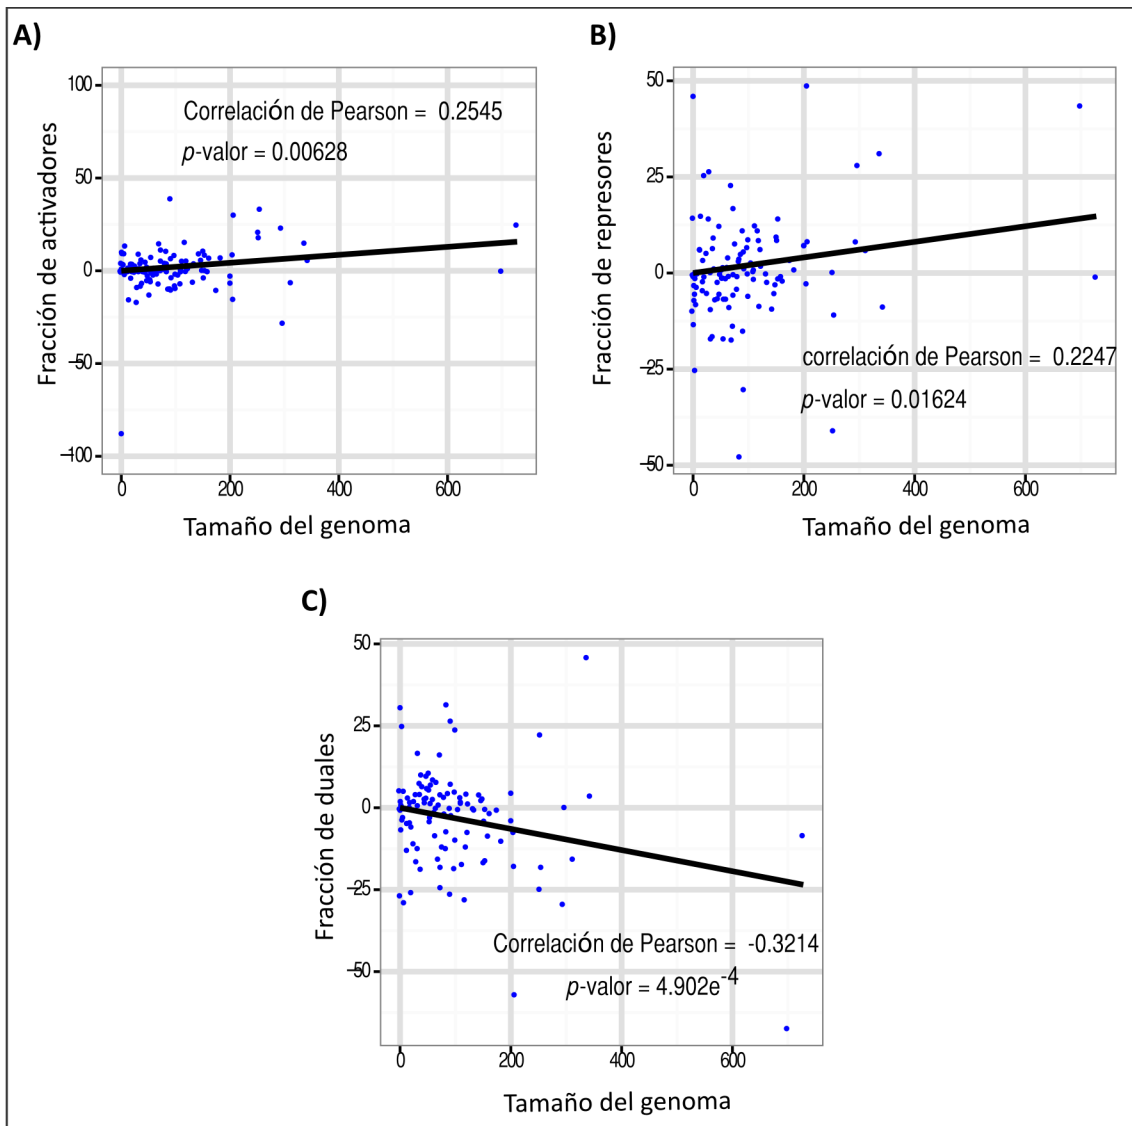 A)
Fracción de activadores
100
50
0
−50
−100
Correlación de Pearson = 0.2545
p-valor = 0.00628
0 200 400 600
Tamaño del genoma
B)
Fracción de represores
50
25
0
−25
−50
correlación de Pearson = 0.2247
p-valor = 0.01624
0 200 400 600
Tamaño del genoma
C)
Fracción de duales
50
25
0
−25
−50
Correlación de Pearson = -0.3214
p-valor = 4.902e-4
0 200 400 600
Tamaño del genoma